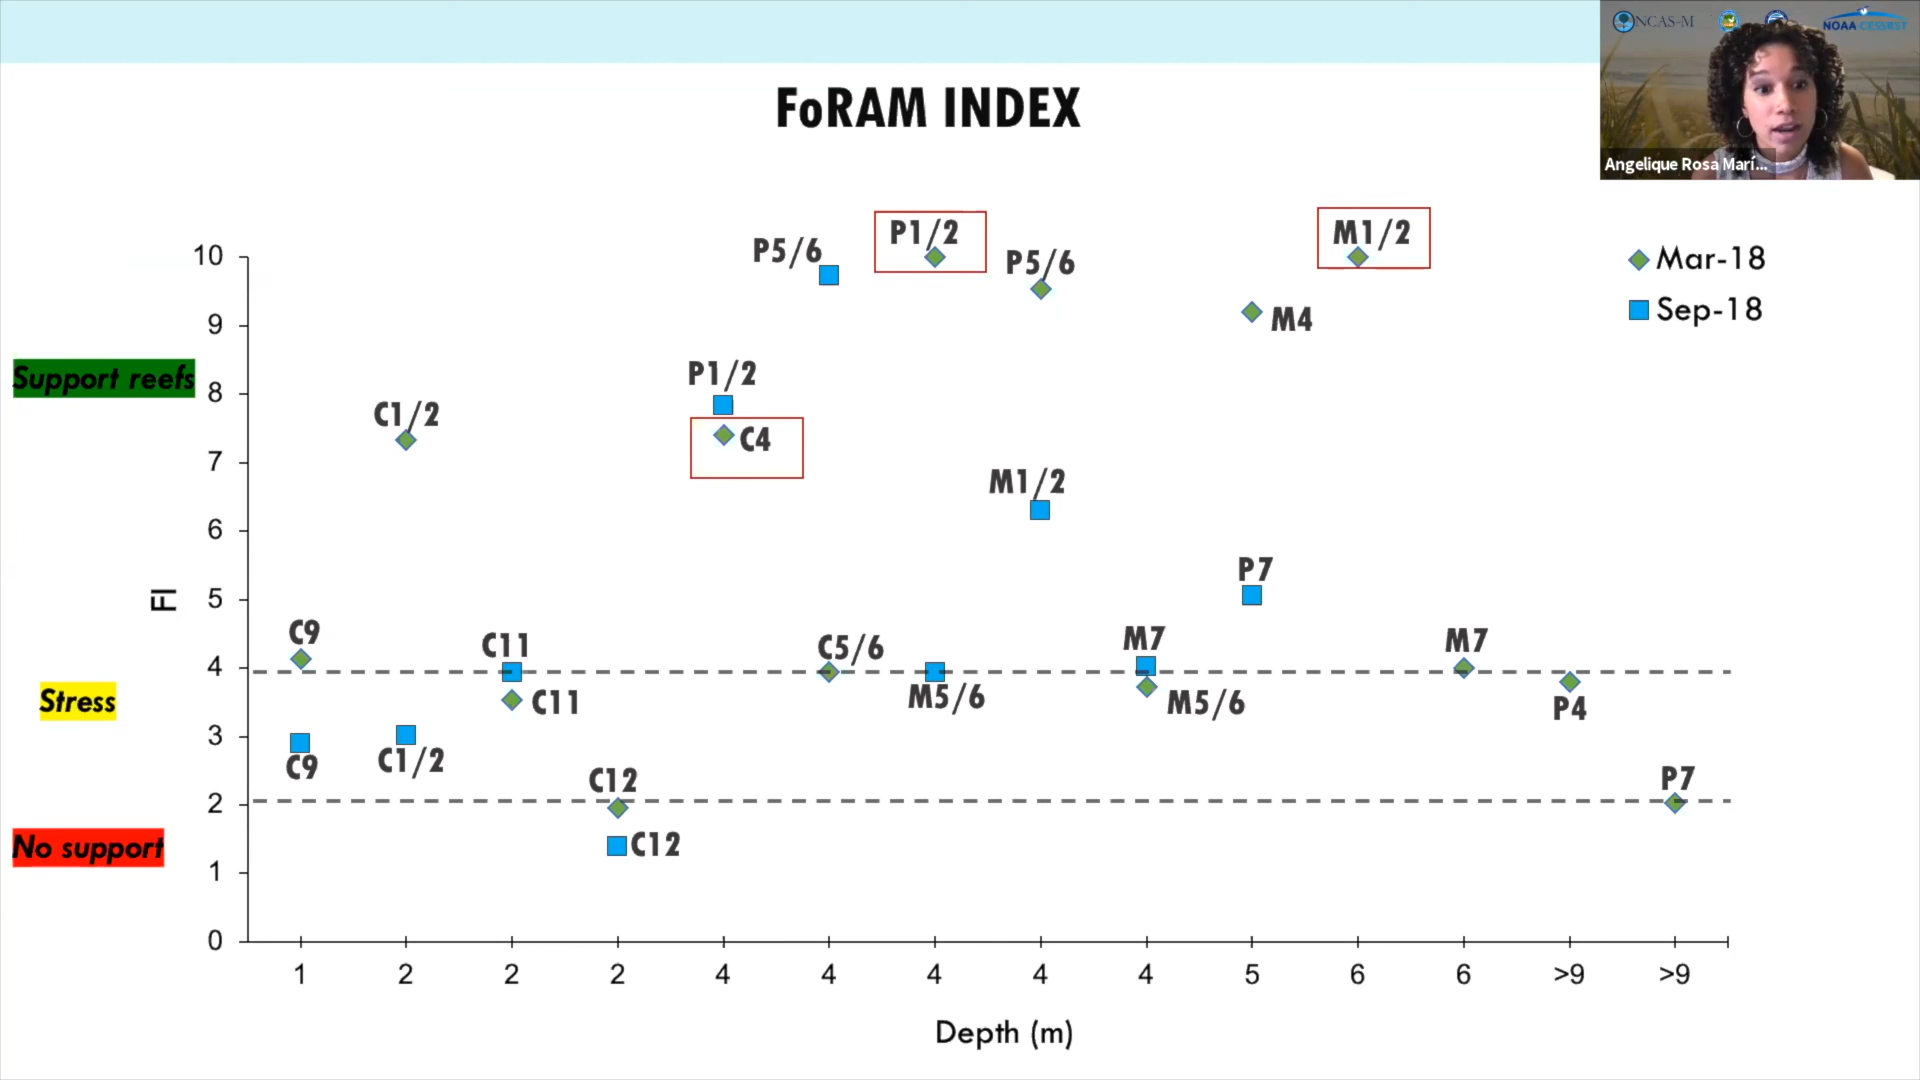 NCAS-M
NOAA CESSRST
Angelique Rosa Marí...
FoRAM INDEX
P1/2
M1/2
P5/6
P5/6
10
Mar-18
Sep-18
M4
9
Support reefs
8
P1/2
C1/2
C4
7
M1/2
6
P7
FI
5
C9
C11
C5/6
M7
M7
4
Stress
C11
M5/6
M5/6
P4
3
C9
C1/2
C12
P7
2
No support
C12
1
0
1 2 2 2 4 4 4 4 4 5 6 6 >9 >9
Depth (m)